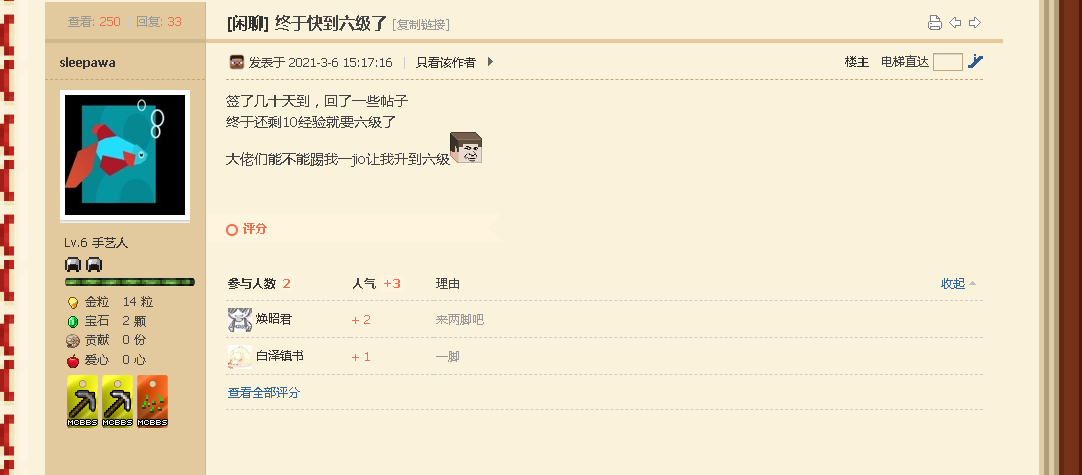 查看: 250 | 回复: 33
[闲聊] 终于快到六级了 [复制链接]
sleepawa
发表于 2021-3-6 15:17:16 | 只看该作者
楼主 电梯直达
签了几十天到，回了一些帖子
终于还剩10经验就要六级了
大佬们能不能踢我一jio让我升到六级
Lv.6 手艺人
金粒 14 粒
宝石 2 颗
贡献 0 份
爱心 0 心
MCBBS MCBBS MCBBS
评分
参与人数 2 人气 +3 理由 收起
焕昭君 + 2 来两脚吧
白泽镇书 + 1 一脚
查看全部评分